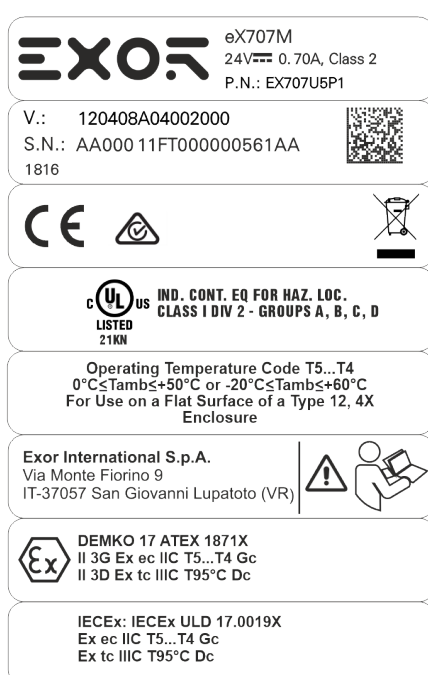 EXOR
eX707M
24V 0.70A, Class 2
P.N.: EX707U5P1
V.: 120408A04002000
S.N.: AA000 11FT000000561AA
1816
CE
C UL US
LISTED
21KN
IND. CONT. EQ FOR HAZ. LOC.
CLASS I DIV 2 - GROUPS A, B, C, D
Operating Temperature Code T5...T4
0°C≤Tamb≤+50°C or -20°C≤Tamb≤+60°C
For Use on a Flat Surface of a Type 12, 4X
Enclosure
Exor International S.p.A.
Via Monte Fiorino 9
IT-37057 San Giovanni Lupatoto (VR)
Ex
DEMKO 17 ATEX 1871X
II 3G Ex ec IIC T5...T4 Gc
II 3D Ex tc IIIC T95°C Dc
IECEx: IECEx ULD 17.0019X
Ex ec IIC T5...T4 Gc
Ex tc IIIC T95°C Dc